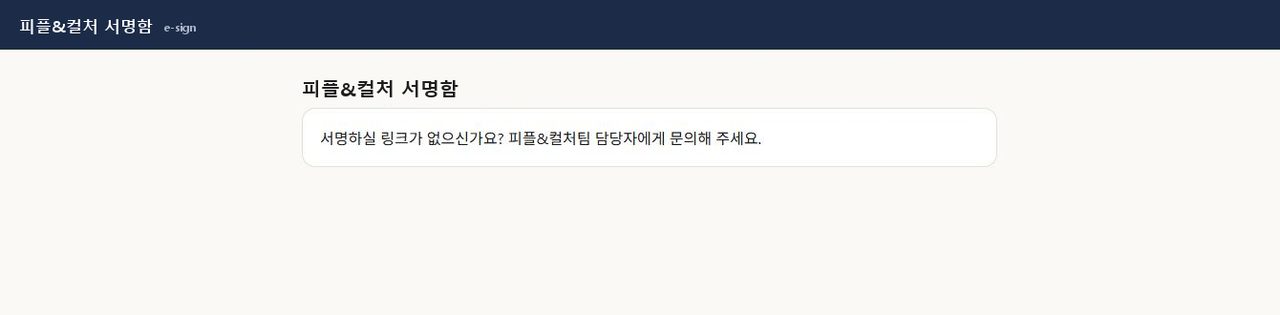 피플&컬처 서명함 e-sign
피플&컬처 서명함
서명하실 링크가 없으신가요? 피플&컬처팀 담당자에게 문의해 주세요.